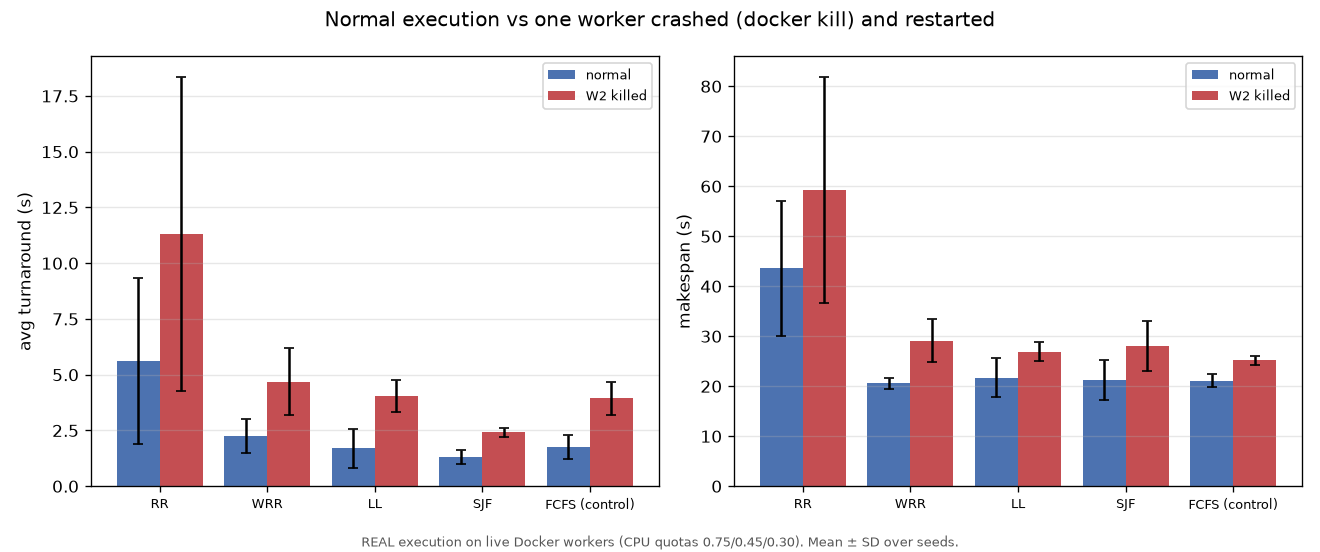 Normal execution vs one worker crashed (docker kill) and restarted
avg turnaround (s)
17.5
15.0
12.5
10.0
7.5
5.0
2.5
0.0
normal
W2 killed
RR
WRR
LL
SJF
FCFS (control)
makespan (s)
80
70
60
50
40
30
20
10
0
normal
W2 killed
RR
WRR
LL
SJF
FCFS (control)
REAL execution on live Docker workers (CPU quotas 0.75/0.45/0.30). Mean ± SD over seeds.